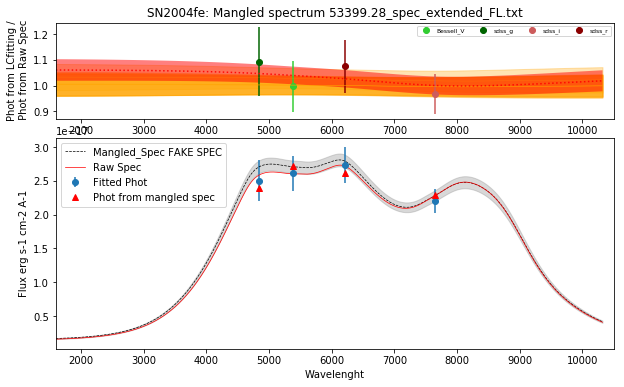 SN2004fe: Mangled spectrum 53399.28_spec_extended_FL.txt
Phot from LCfitting /
Phot from Raw Spec
1.2
1.1
1.0
0.9
Bessell_V
sdss_g
sdss_i
sdss_r
2000 3000 4000 5000 6000 7000 8000 9000 10000
1e−17
Flux erg s-1 cm-2 A-1
3.0
2.5
2.0
1.5
1.0
0.5
Mangled_Spec FAKE SPEC
Raw Spec
Fitted Phot
Phot from mangled spec
2000 3000 4000 5000 6000 7000 8000 9000 10000
Wavelenght